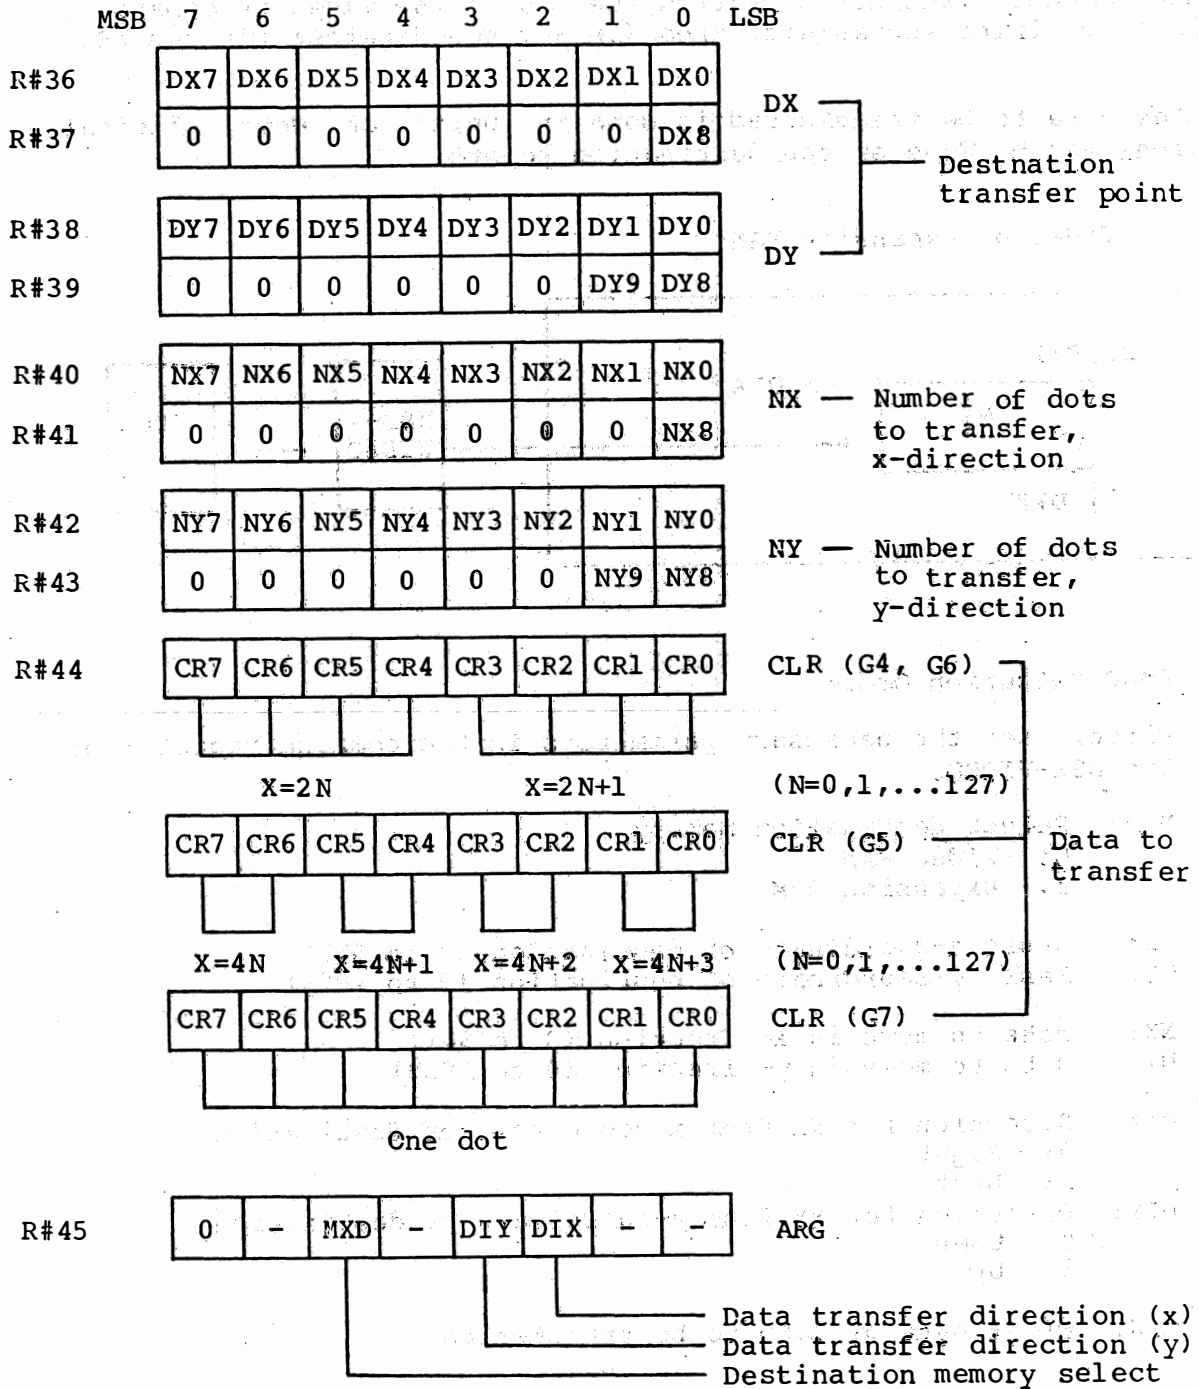 MSB 7 6 5 4 3 2 1 0 LSB
R#36 DX7 DX6 DX5 DX4 DX3 DX2 DX1 DX0
DX
R#37 0 0 0 0 0 0 0 DX8
Destnation
transfer point
R#38 DY7 DY6 DY5 DY4 DY3 DY2 DY1 DY0
DY
R#39 0 0 0 0 0 0 DY9 DY8
R#40 NX7 NX6 NX5 NX4 NX3 NX2 NX1 NX0
NX — Number of dots
to transfer,
x-direction
R#41 0 0 0 0 0 0 0 NX8
R#42 NY7 NY6 NY5 NY4 NY3 NY2 NY1 NY0
NY — Number of dots
to transfer,
y-direction
R#43 0 0 0 0 0 0 NY9 NY8
R#44 CR7 CR6 CR5 CR4 CR3 CR2 CR1 CR0 CLR (G4, G6)
X=2N X=2N+1 (N=0,1,...127)
CR7 CR6 CR5 CR4 CR3 CR2 CR1 CR0 CLR (G5)
Data to
transfer
X=4N X=4N+1 X=4N+2 X=4N+3 (N=0,1,...127)
CR7 CR6 CR5 CR4 CR3 CR2 CR1 CR0 CLR (G7)
One dot
R#45 0 - MXD - DIY DIX - - ARG
Data transfer direction (x)
Data transfer direction (y)
Destination memory select